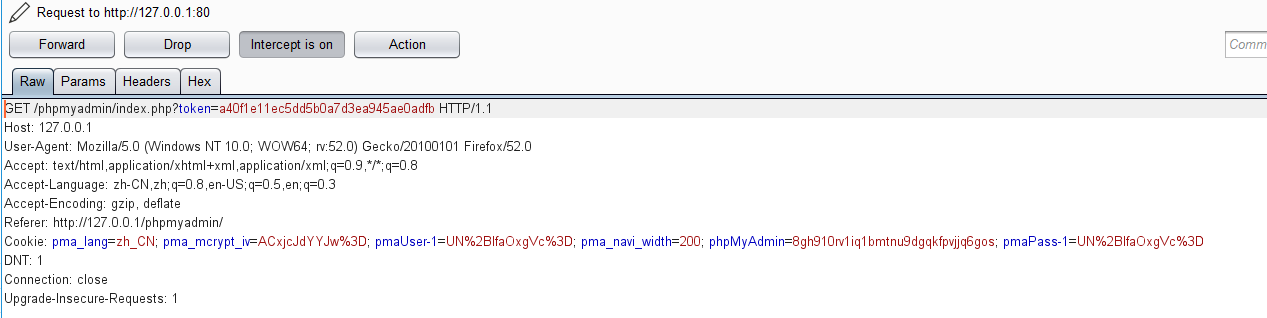 Request to http://127.0.0.1:80
Forward Drop Intercept is on Action Comm
Raw Params Headers Hex
GET /phpmyadmin/index.php?token=a40f1e11ec5dd5b0a7d3ea945ae0adfb HTTP/1.1
Host: 127.0.0.1
User-Agent: Mozilla/5.0 (Windows NT 10.0; WOW64; rv:52.0) Gecko/20100101 Firefox/52.0
Accept: text/html,application/xhtml+xml,application/xml;q=0.9,*/*;q=0.8
Accept-Language: zh-CN,zh;q=0.8,en-US;q=0.5,en;q=0.3
Accept-Encoding: gzip, deflate
Referer: http://127.0.0.1/phpmyadmin/
Cookie: pma_lang=zh_CN; pma_mcrypt_iv=ACxjcJdYYJw%3D; pmaUser-1=UN%2BIfaOxgVc%3D; pma_navi_width=200; phpMyAdmin=8gh910rv1iq1bmtnu9dgqkfpvjjq6gos; pmaPass-1=UN%2BIfaOxgVc%3D
DNT: 1
Connection: close
Upgrade-Insecure-Requests: 1